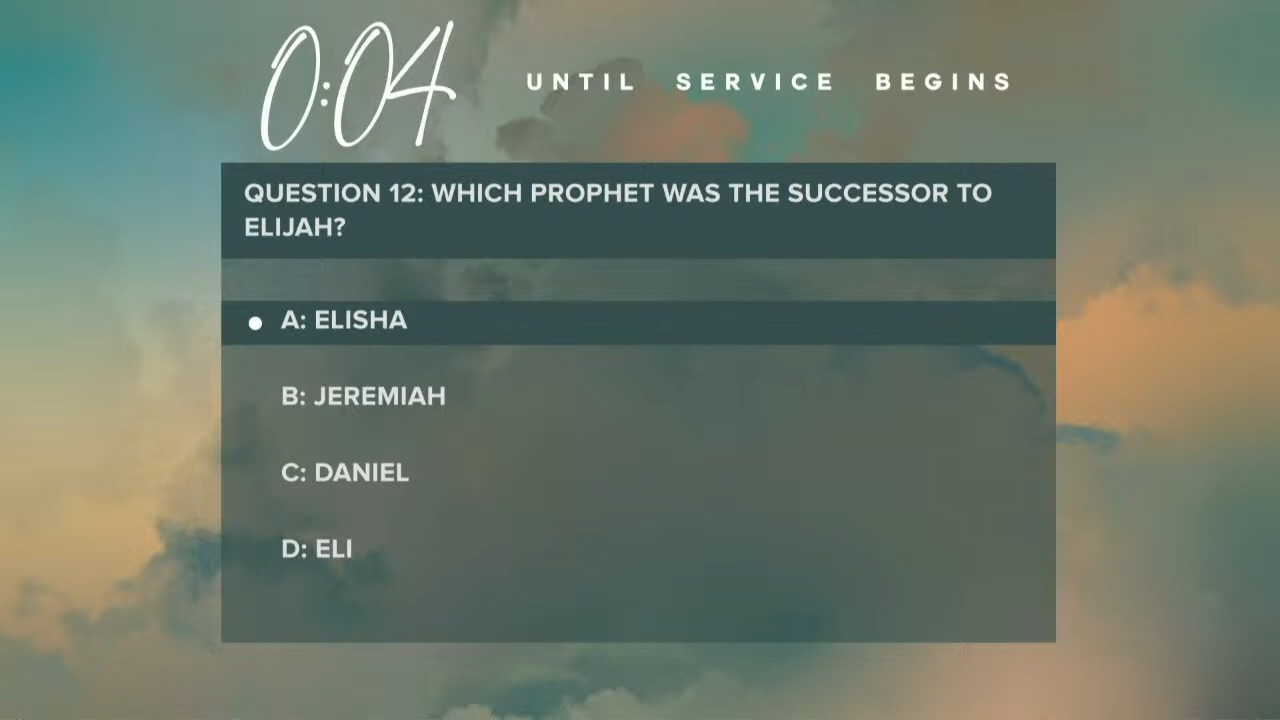 0:04 UNTIL SERVICE BEGINS
QUESTION 12: WHICH PROPHET WAS THE SUCCESSOR TO
ELIJAH?
A: ELISHA
B: JEREMIAH
C: DANIEL
D: ELI